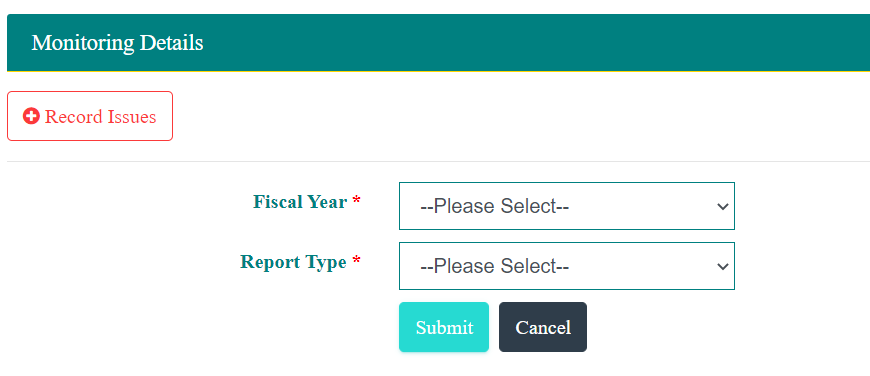 Monitoring Details
Record Issues
Fiscal Year *
--Please Select--
Report Type *
--Please Select--
Submit Cancel